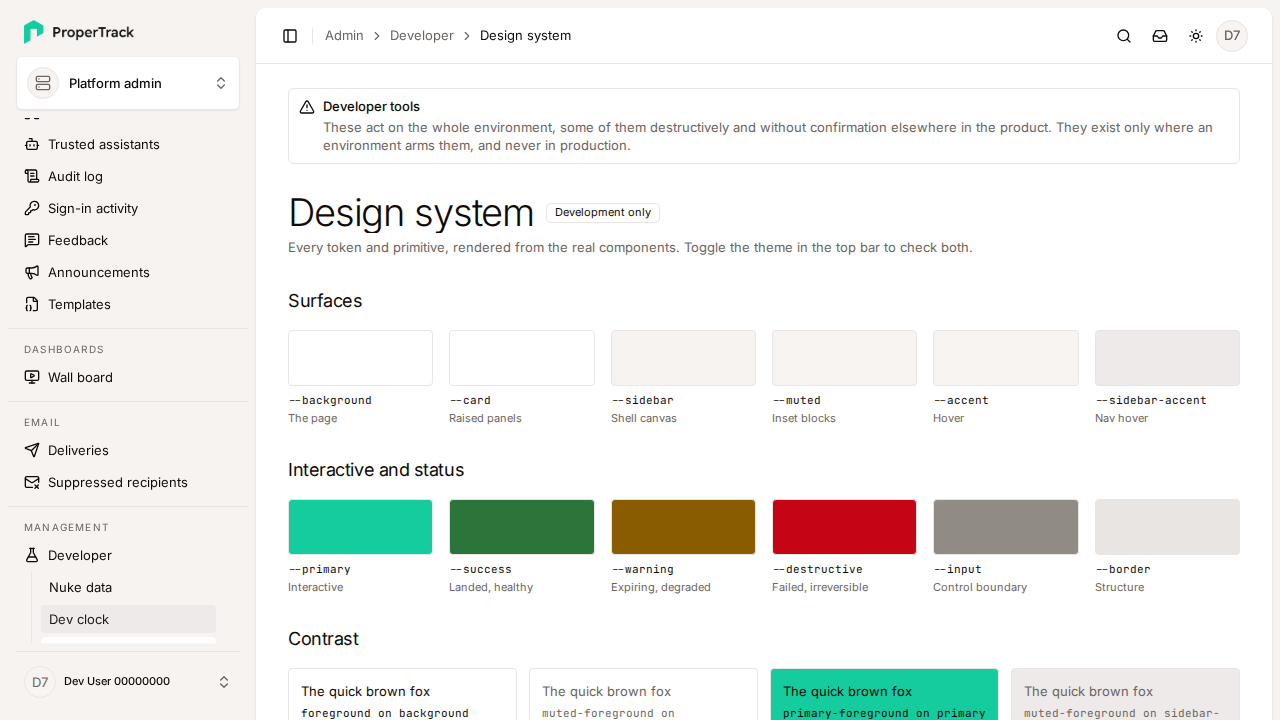 ProperTrack
Platform admin
Trusted assistants
Audit log
Sign-in activity
Feedback
Announcements
Templates
DASHBOARDS
Wall board
EMAIL
Deliveries
Suppressed recipients
MANAGEMENT
Developer
Nuke data
Dev clock
D7 Dev User 00000000
Admin > Developer > Design system
D7
Developer tools
These act on the whole environment, some of them destructively and without confirmation elsewhere in the product. They exist only where an
environment arms them, and never in production.
Design system Development only
Every token and primitive, rendered from the real components. Toggle the theme in the top bar to check both.
Surfaces
--background --card --sidebar --muted --accent --sidebar-accent
The page Raised panels Shell canvas Inset blocks Hover Nav hover
Interactive and status
--primary --success --warning --destructive --input --border
Interactive Landed, healthy Expiring, degraded Failed, irreversible Control boundary Structure
Contrast
The quick brown fox The quick brown fox The quick brown fox The quick brown fox
foreground on background muted-foreground on primary-foreground on primary muted-foreground on sidebar-